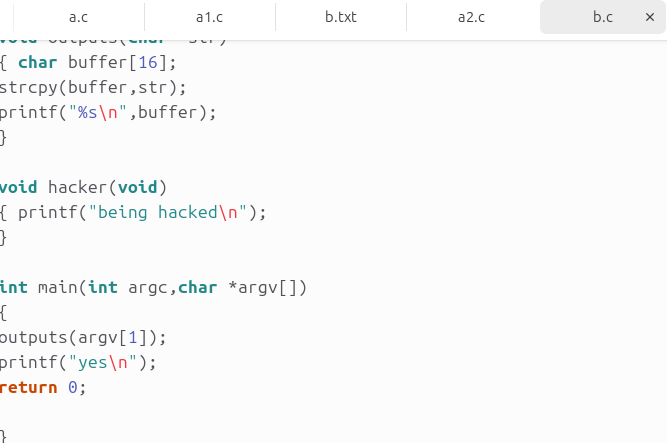 a.c a1.c b.txt a2.c b.c ×
void outputs(char *str)
{ char buffer[16];
strcpy(buffer,str);
printf("%s\n",buffer);
}
void hacker(void)
{ printf("being hacked\n");
}
int main(int argc,char *argv[])
{
outputs(argv[1]);
printf("yes\n");
return 0;
}